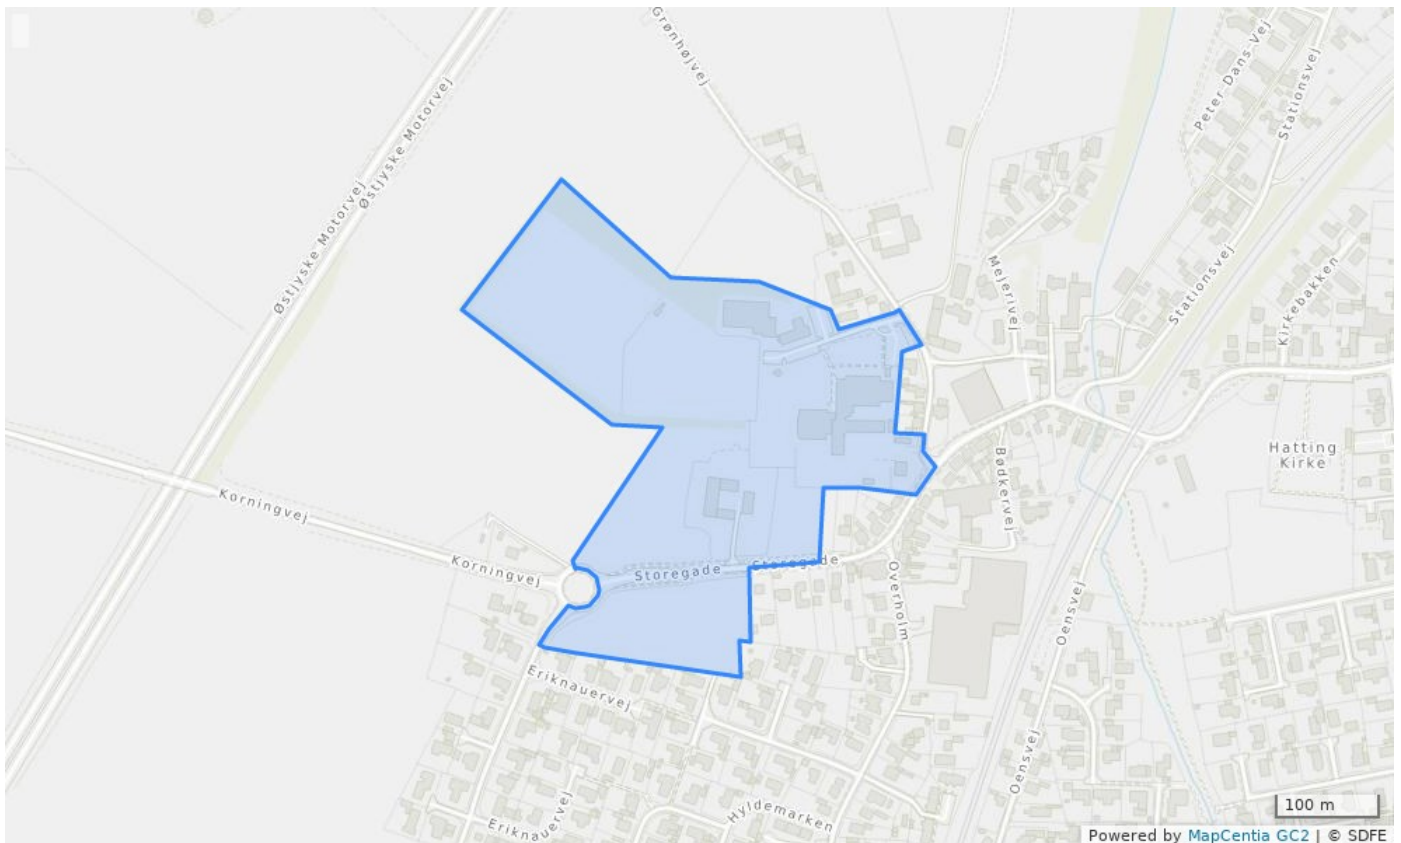 Grønhøjvej
Østjyske Motorvej
Østjyske Motorvej
Peter Dans Vej
Stationsvej
Mejerivej
Stationsvej
Kirkebakken
Hatting
Kirke
Korningvej
Bødkervej
Korningvej
Storegade
Storegade
Overholm
Oensvej
Eriknauervej
Oensvej
Eriknauervej
Hyldemarken
100 m
Powered by MapCentia GC2 | © SDFE